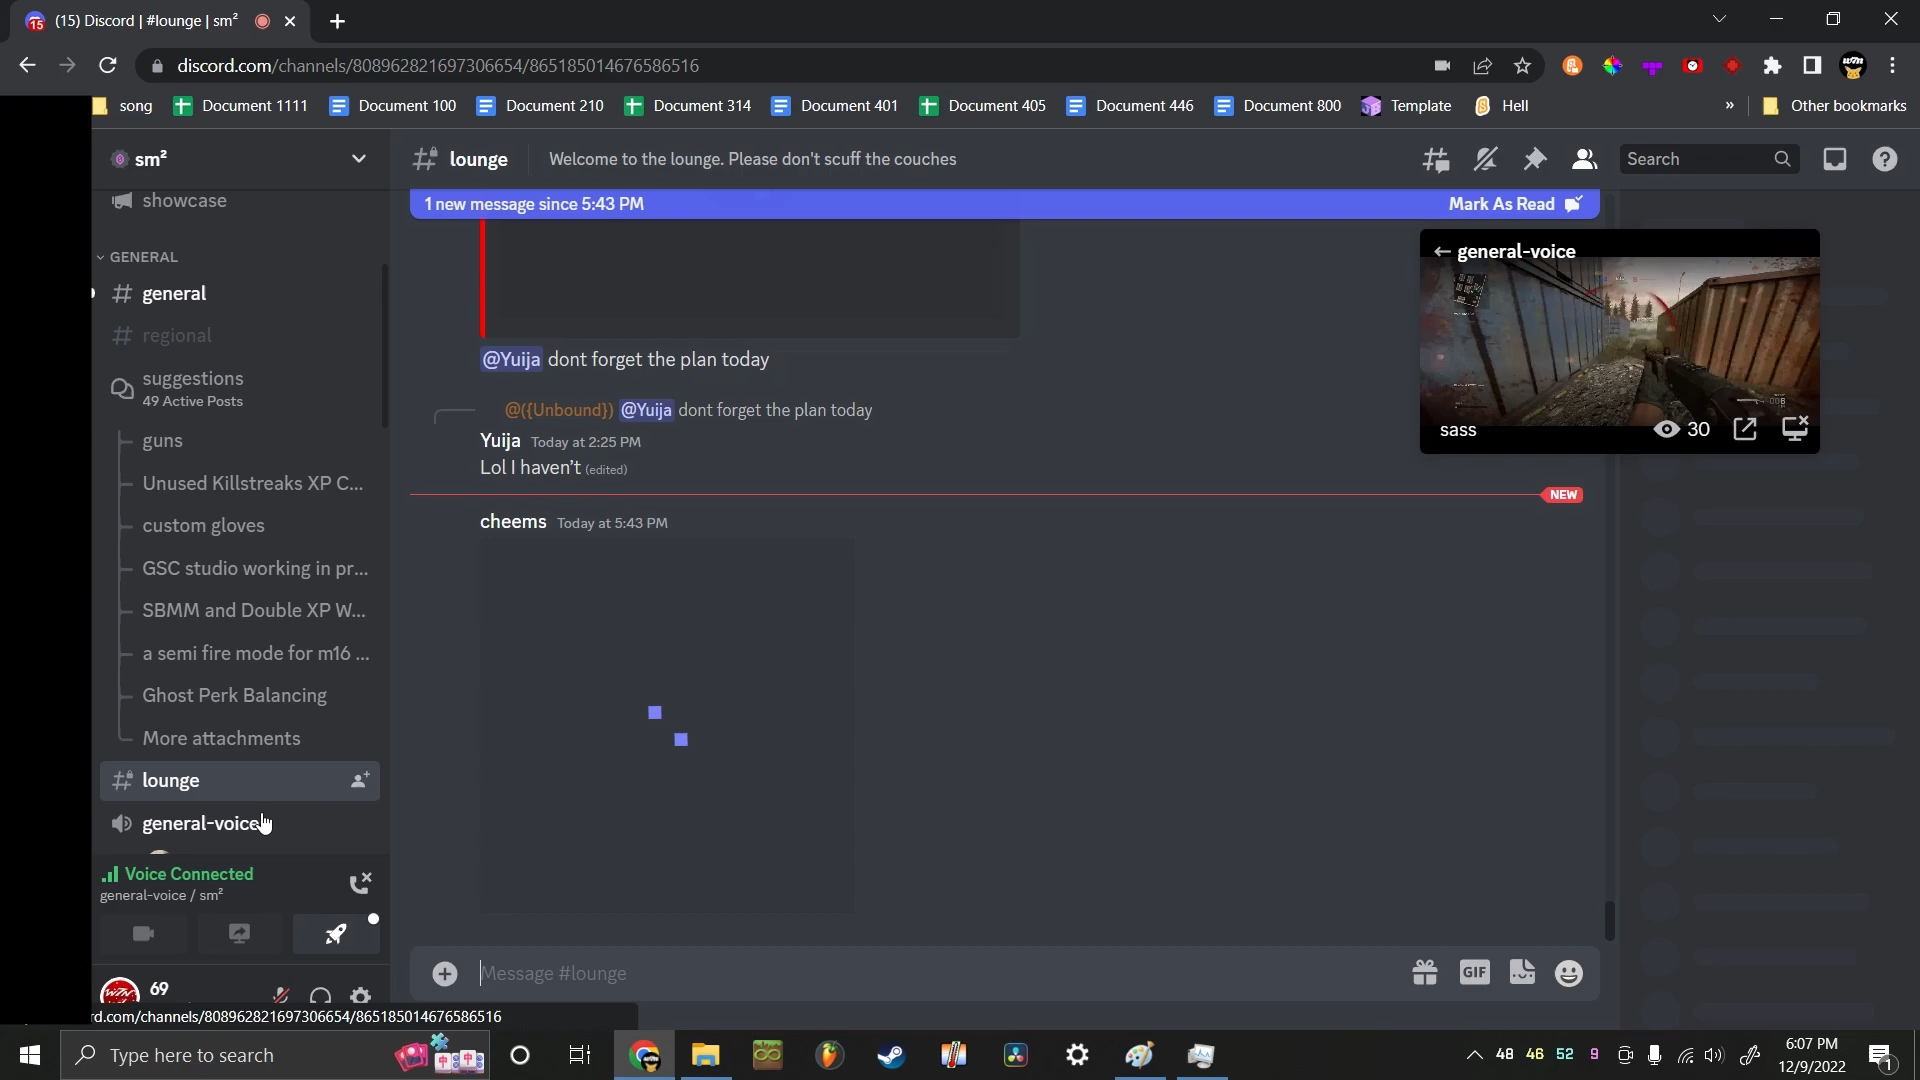 (15) Discord | #lounge | sm²
discord.com/channels/808962821697306654/865185014676586516
song
Document 1111
Document 100
Document 210
Document 314
Document 401
Document 405
Document 446
Document 800
Template
Hell
»
Other bookmarks
sm²
lounge
Welcome to the lounge. Please don't scuff the couches
Search
showcase
1 new message since 5:43 PM
Mark As Read
GENERAL
general
regional
suggestions
49 Active Posts
guns
Unused Killstreaks XP C...
custom gloves
GSC studio working in pr...
SBMM and Double XP W...
a semi fire mode for m16 ...
Ghost Perk Balancing
More attachments
lounge
general-voice
Voice Connected
general-voice / sm²
69
rd.com/channels/808962821697306654/865185014676586516
@Yuija dont forget the plan today
@({Unbound}) @Yuija dont forget the plan today
Yuija Today at 2:25 PM
Lol I haven't (edited)
NEW
cheems Today at 5:43 PM
Message #lounge
GIF
general-voice
sass
30
Type here to search
48 46 52 9
6:07 PM
12/9/2022
1